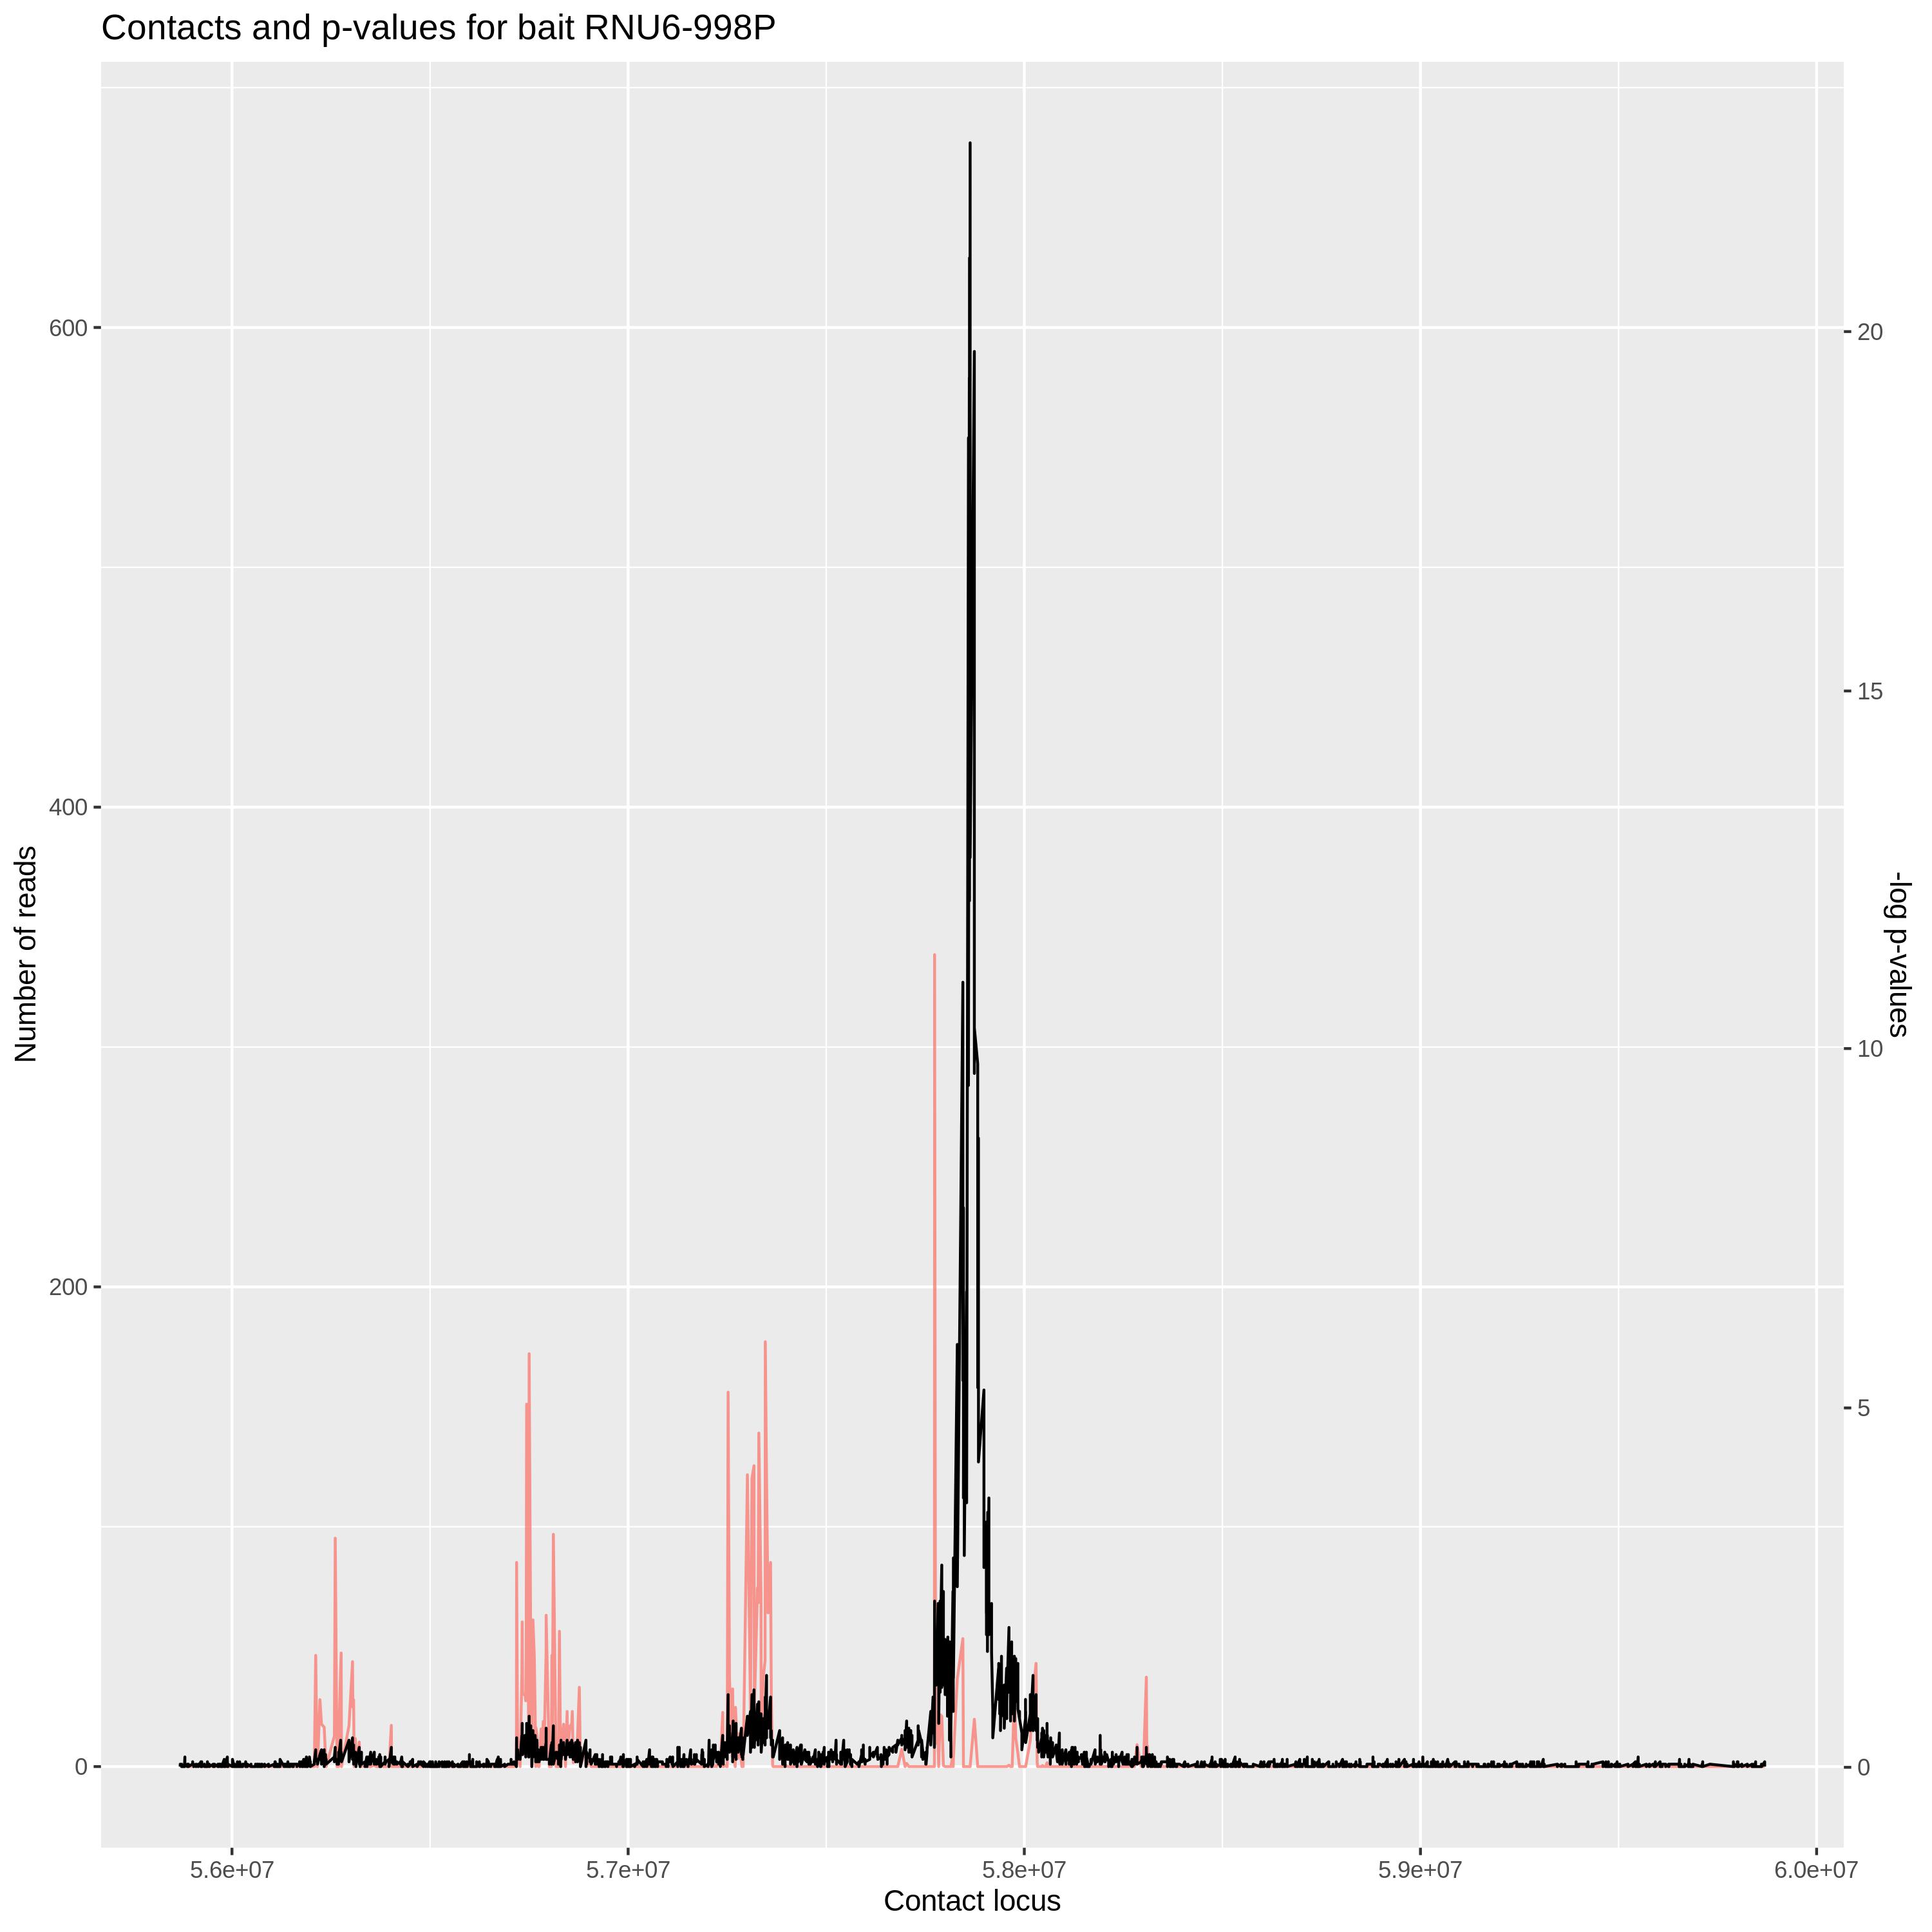 Contacts and p-values for bait RNU6-998P
600
400
200
0
20
15
10
5
0
Number of reads
-log p-values
5.6e+07 5.7e+07 5.8e+07 5.9e+07 6.0e+07
Contact locus